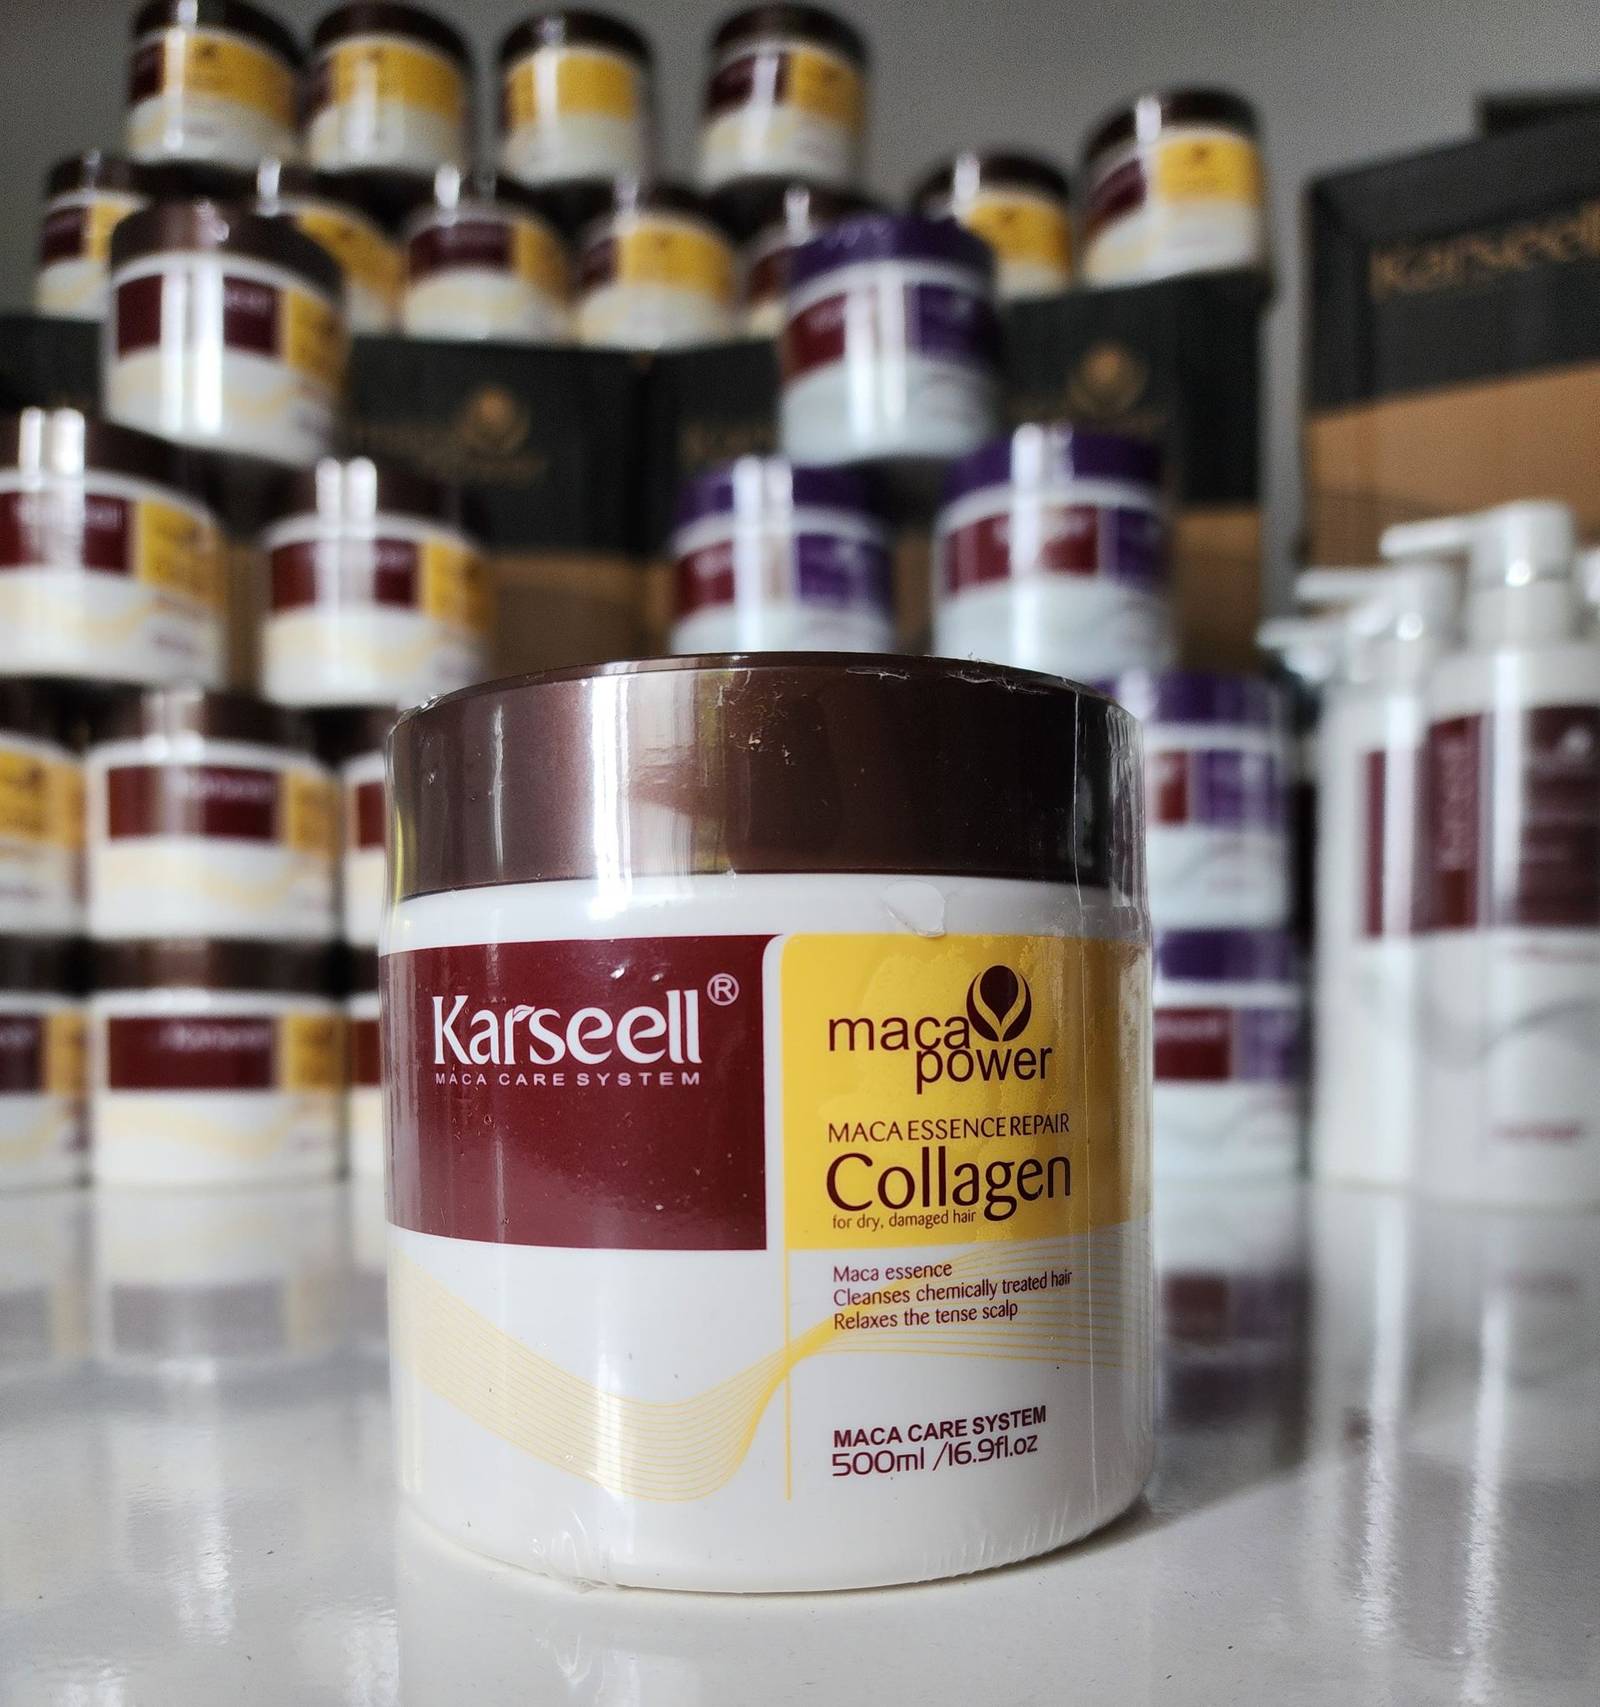 Karseell
Karseell®
MACA CARE SYSTEM
maca
power
MACA ESSENCE REPAIR
Collagen
for dry, damaged hair
Maca essence
Cleanses chemically treated hair
Relaxes the tense scalp
MACA CARE SYSTEM
500ml /16.9fl.oz